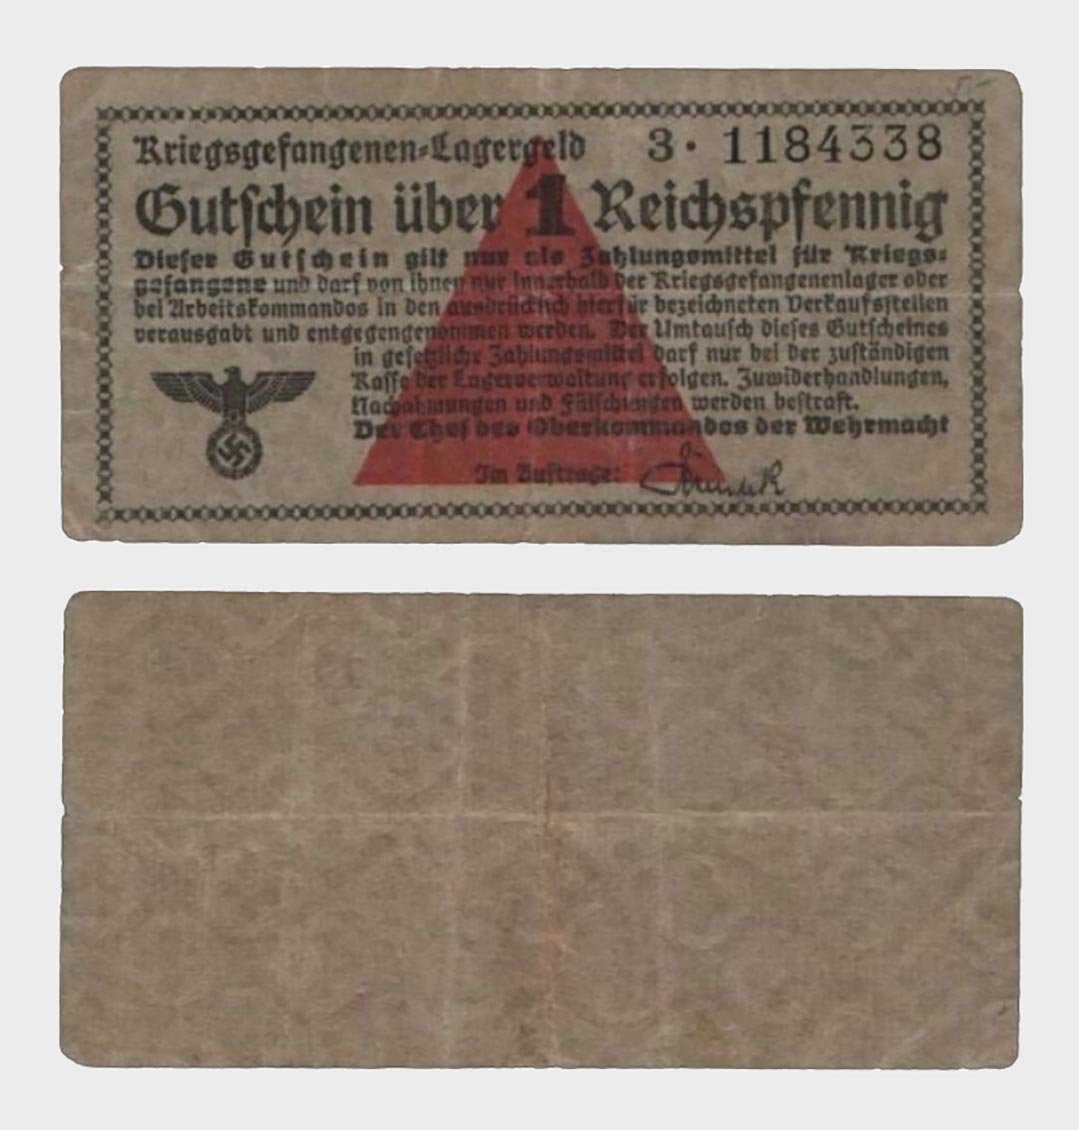 5-
Kriegsgefangenen-Lagergeld 3· 1184338
Gutschein über 1 Reichspfennig
Dieser Gutschein gilt nur als Zahlungsmittel für Kriegs-
gefangene und darf von ihnen nur innerhalb der Kriegsgefangenenlager oder
bei Arbeitskommandos in den ausdrücklich hierfür bezeichneten Verkaufsstellen
verausgabt und entgegengenommen werden. Der Umtausch dieses Gutscheines
in gesetzliche Zahlungsmittel darf nur bei der zuständigen
Kasse der Lagerverwaltung erfolgen. Zuwiderhandlungen,
Nachahmungen und Fälschungen werden bestraft.
Der Chef des Oberkommandos der Wehrmacht
Im Auftrage: